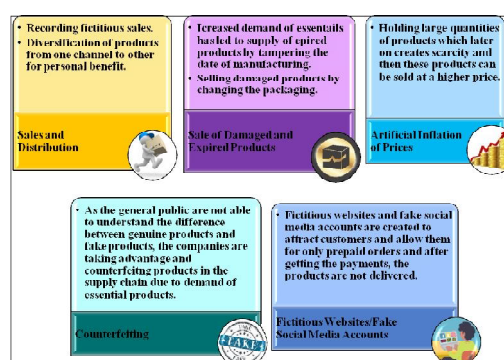 • Recording fictitious sales.
• Diversification of products
from one channel to other
for personal benefit.
Sales and
Distribution
• Icreased demand of essentails
has led to supply of epired
products by tampering the
date of manufacturing.
• Selling damaged products by
changing the packaging.
Sale of Damaged and
Expired Products
• Holding large quantities
of products which later
on creates scarcity and
then these products can
be sold at a higher price.
Artificial Inflation
of Prices
• As the general public are not able
to understand the difference
between genuine products and
fake products, the companies are
taking advantage and
counterfeiting products in the
supply chain due to demand of
essential products.
Counterfeiting
FAKE
• Fictitious websites and fake social
media accounts are created to
attract customers and allow them
for only prepaid orders and after
getting the payments, the
products are not delivered.
Fictitious Websites/Fake
Social Media Accounts